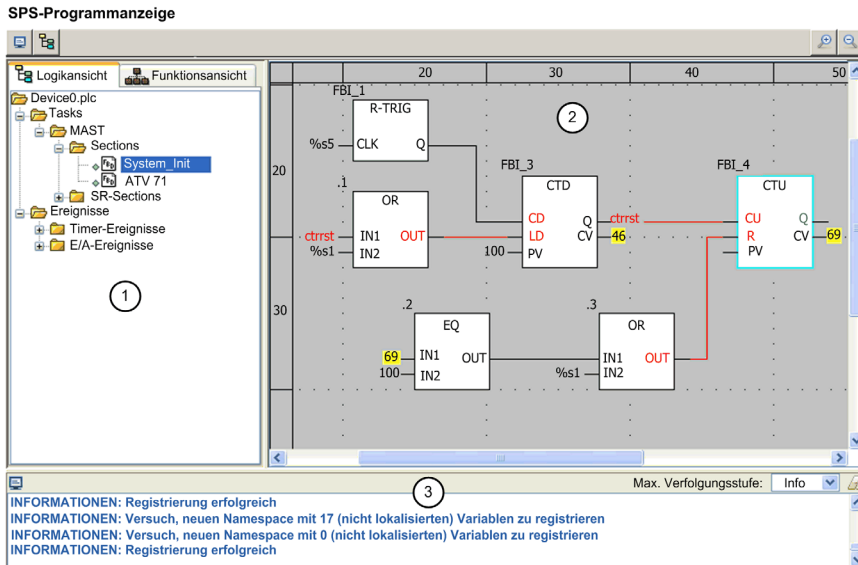 SPS-Programmanzeige
Logikansicht Funktionsansicht
Device0.plc
Tasks
MAST
Sections
System_Init
ATV 71
SR-Sections
Ereignisse
Timer-Ereignisse
E/A-Ereignisse
1
20 30 40 50
20
30
2
FBI_1
R-TRIG
%s5 CLK Q
.1
OR
ctrrst IN1 OUT
%s1 IN2
FBI_3
CTD
CD Q ctrrst
LD CV 46
100 PV
FBI_4
CTU
CU Q
R CV 69
PV
.2
EQ
69 IN1 OUT
100 IN2
.3
OR
IN1 OUT
%s1 IN2
Max. Verfolgungsstufe: Info
3
INFORMATIONEN: Registrierung erfolgreich
INFORMATIONEN: Versuch, neuen Namespace mit 17 (nicht lokalisierten) Variablen zu registrieren
INFORMATIONEN: Versuch, neuen Namespace mit 0 (nicht lokalisierten) Variablen zu registrieren
INFORMATIONEN: Registrierung erfolgreich